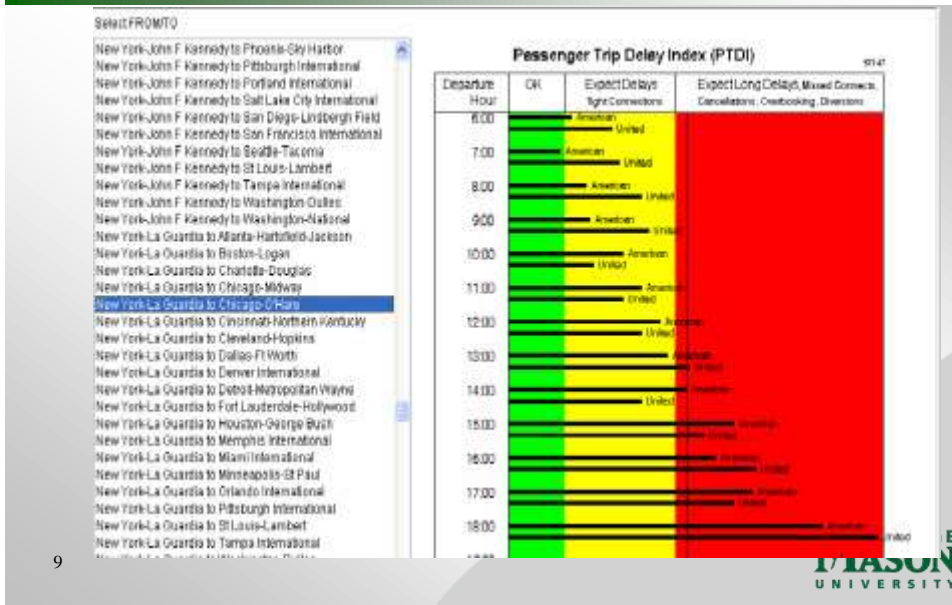 Select FROM/TO
New York-John F Kennedy to Phoenix-Sky Harbor
New York-John F Kennedy to Pittsburgh International
New York-John F Kennedy to Portland International
New York-John F Kennedy to Salt Lake City International
New York-John F Kennedy to San Diego-Lindbergh Field
New York-John F Kennedy to San Francisco International
New York-John F Kennedy to Seattle-Tacoma
New York-John F Kennedy to St Louis-Lambert
New York-John F Kennedy to Tampa International
New York-John F Kennedy to Washington-Dulles
New York-John F Kennedy to Washington-National
New York-La Guardia to Atlanta-Hartsfield-Jackson
New York-La Guardia to Boston-Logan
New York-La Guardia to Charlotte-Douglas
New York-La Guardia to Chicago-Midway
New York-La Guardia to Chicago-O'Hare
New York-La Guardia to Cincinnati-Northern Kentucky
New York-La Guardia to Cleveland-Hopkins
New York-La Guardia to Dallas-Ft Worth
New York-La Guardia to Denver International
New York-La Guardia to Detroit-Metropolitan Wayne
New York-La Guardia to Fort Lauderdale-Hollywood
New York-La Guardia to Houston-George Bush
New York-La Guardia to Memphis International
New York-La Guardia to Miami International
New York-La Guardia to Minneapolis-St Paul
New York-La Guardia to Orlando International
New York-La Guardia to Pittsburgh International
New York-La Guardia to St Louis-Lambert
New York-La Guardia to Tampa International
Passenger Trip Delay Index (PTDI)
Departure Hour
OK
Expect Delays
Tight Connections
Expect Long Delays, Missed Connects,
Cancellations, Overbooking, Diversions
6:00 American
United
7:00 American
United
8:00 American
United
9:00 American
United
10:00 American
United
11:00 American
United
12:00 American
United
13:00 American
United
14:00 American
United
15:00 American
United
16:00 American
United
17:00 American
United
18:00 American
United
9
MASON
UNIVERSITY